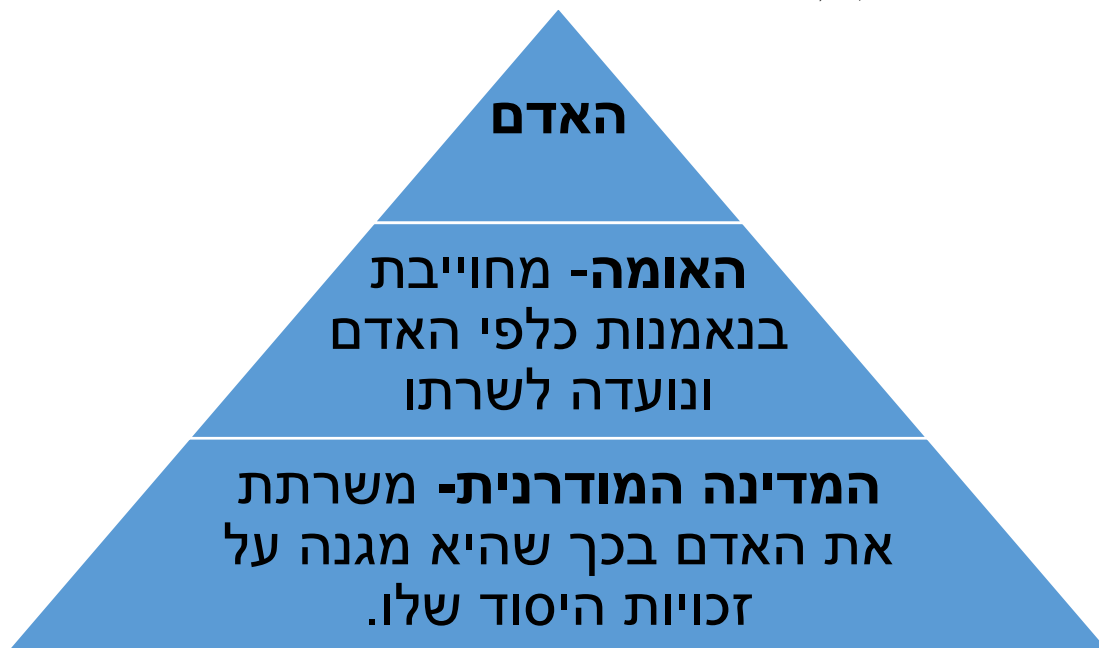 האדם
האומה- מחוייבת
בנאמנות כלפי האדם
ונועדה לשרתו
המדינה המודרנית- משרתת
את האדם בכך שהיא מגנה על
זכויות היסוד שלו.